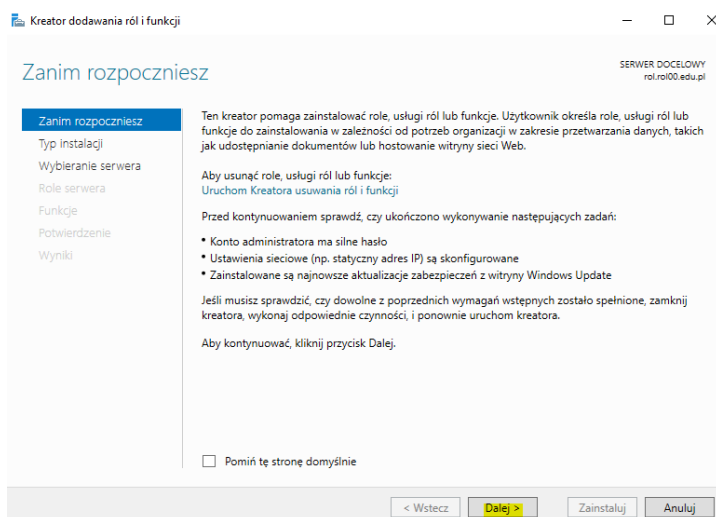 Kreator dodawania ról i funkcji
Zanim rozpoczniesz
SERWER DOCELOWY
rol.rol00.edu.pl
Zanim rozpoczniesz
Typ instalacji
Wybieranie serwera
Role serwera
Funkcje
Potwierdzenie
Wyniki
Ten kreator pomaga zainstalować role, usługi ról lub funkcje. Użytkownik określa role, usługi ról lub
funkcje do zainstalowania w zależności od potrzeb organizacji w zakresie przetwarzania danych, takich
jak udostępnianie dokumentów lub hostowanie witryny sieci Web.
Aby usunąć role, usługi ról lub funkcje:
Uruchom Kreatora usuwania ról i funkcji
Przed kontynuowaniem sprawdź, czy ukończono wykonywanie następujących zadań:
• Konto administratora ma silne hasło
• Ustawienia sieciowe (np. statyczny adres IP) są skonfigurowane
• Zainstalowane są najnowsze aktualizacje zabezpieczeń z witryny Windows Update
Jeśli musisz sprawdzić, czy dowolne z poprzednich wymagań wstępnych zostało spełnione, zamknij
kreatora, wykonaj odpowiednie czynności, i ponownie uruchom kreatora.
Aby kontynuować, kliknij przycisk Dalej.
Pomiń tę stronę domyślnie
< Wstecz Dalej > Zainstaluj Anuluj